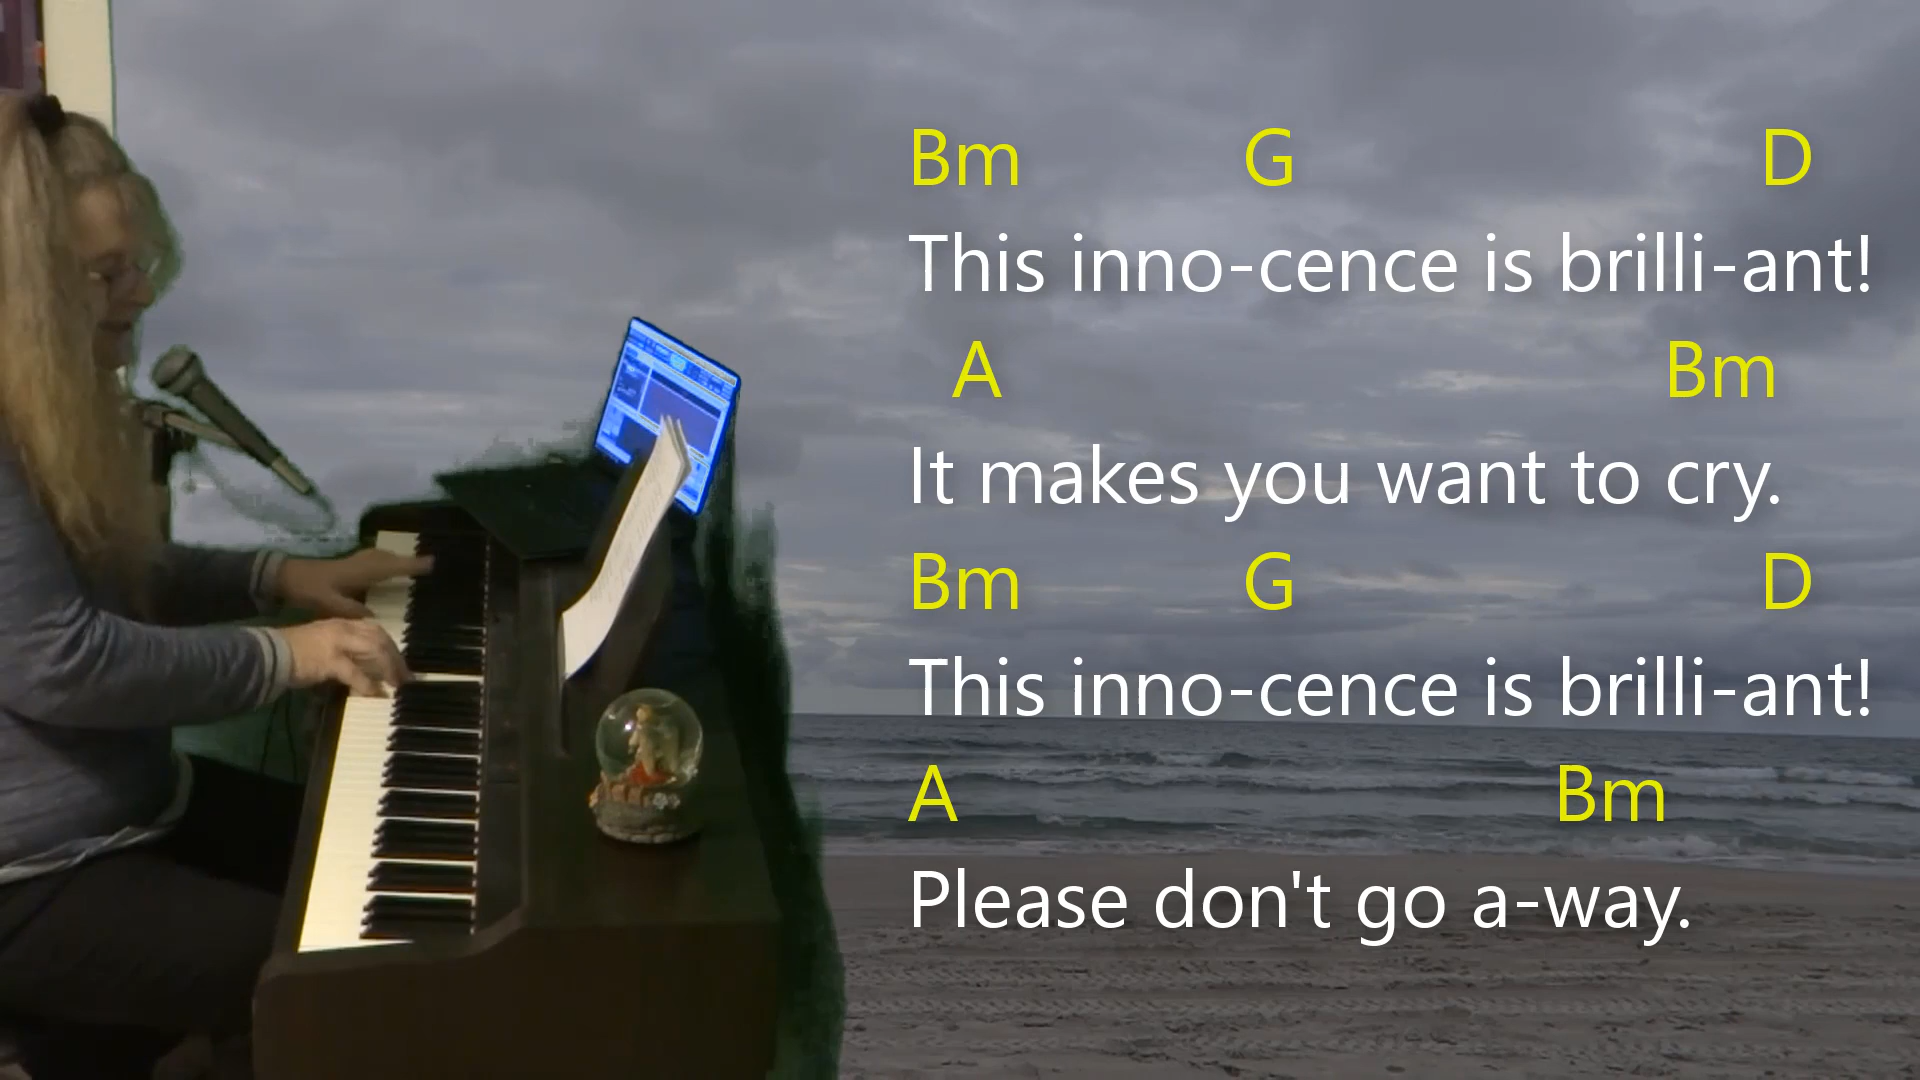 Bm G D
This inno-cence is brilli-ant!
A Bm
It makes you want to cry.
Bm G D
This inno-cence is brilli-ant!
A Bm
Please don't go a-way.